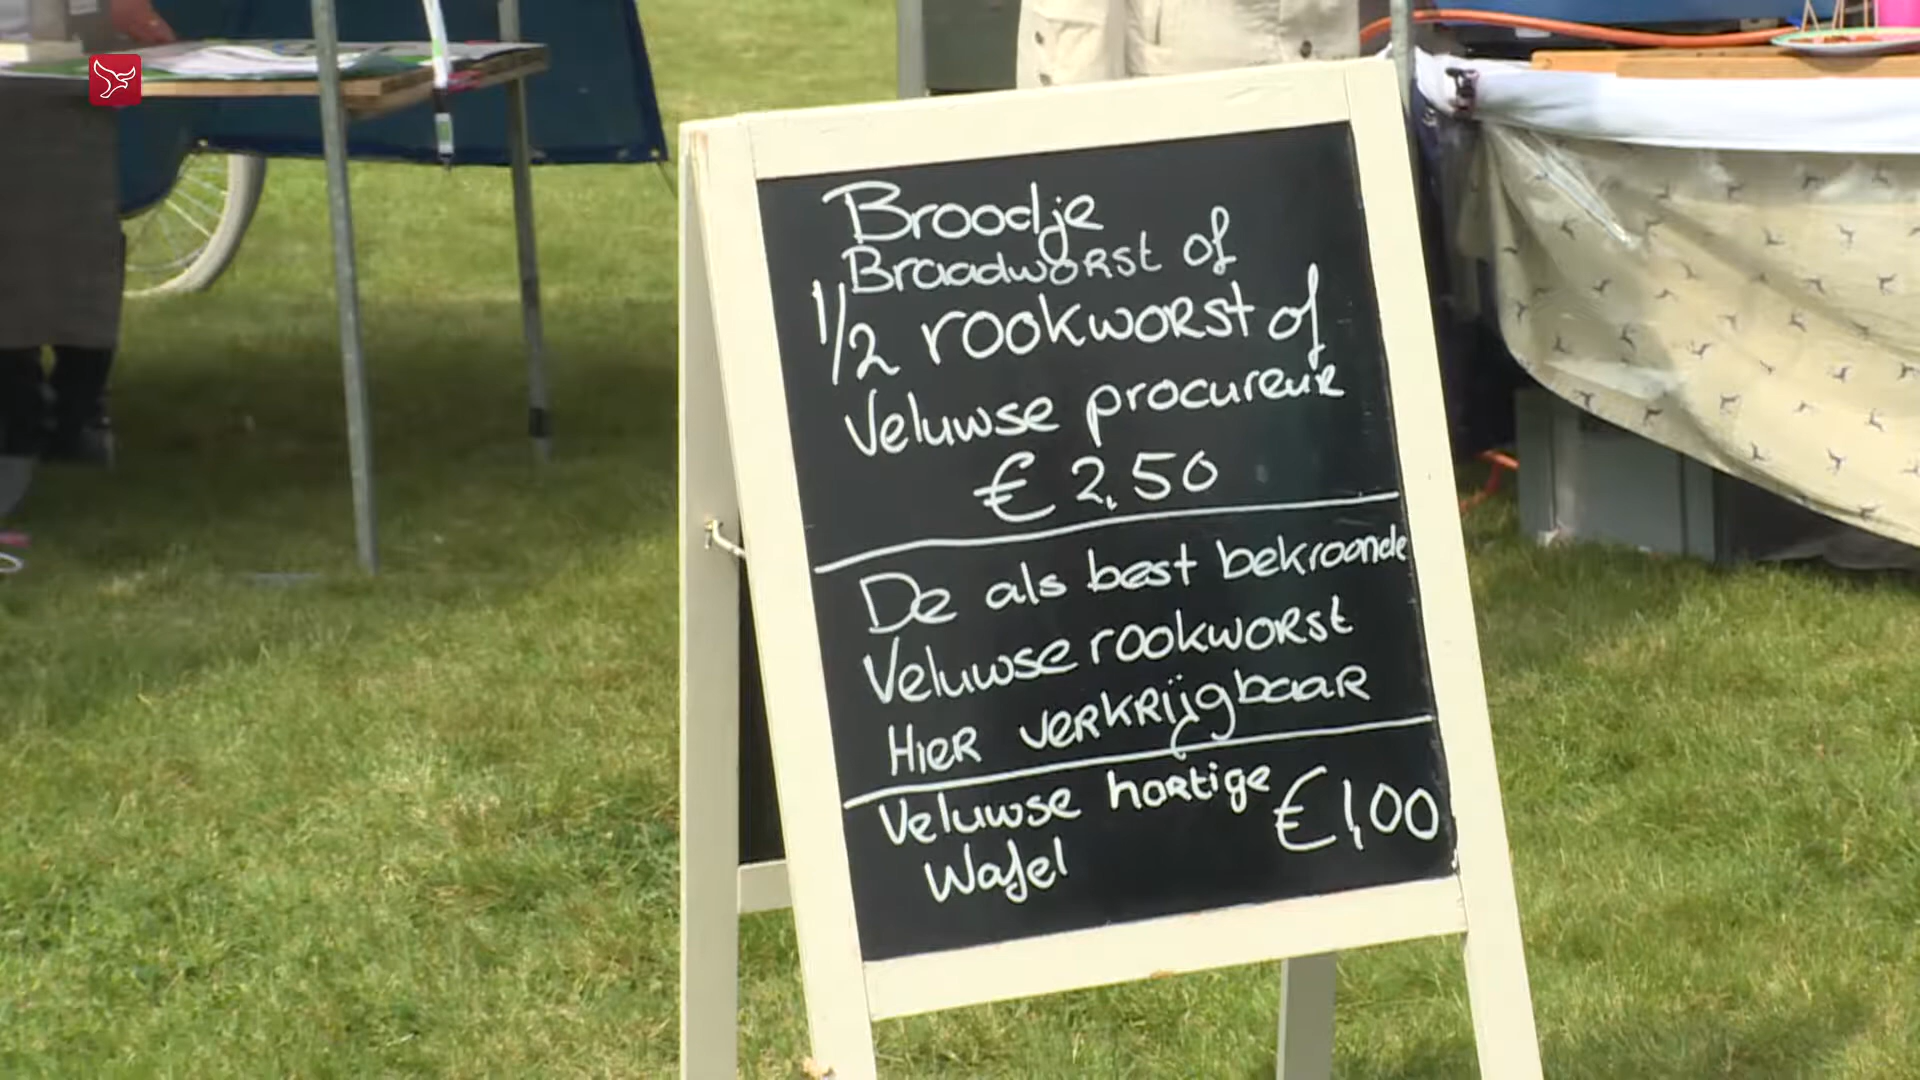 Broodje
Braadworst of
1/2 rookworst of
Veluwse procureur
€ 2,50
De als best bekroonde
Veluwse rookworst
Hier verkrijgbaar
Veluwse hartige € 1,00
Wafel